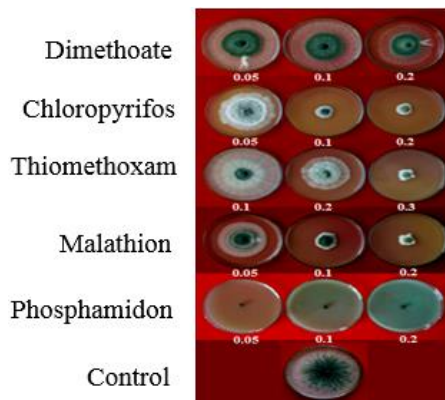 Dimethoate
0.05 0.1 0.2
Chloropyrifos
0.05 0.1 0.2
Thiomethoxam
0.1 0.2 0.3
Malathion
0.05 0.1 0.2
Phosphamidon
0.05 0.1 0.2
Control